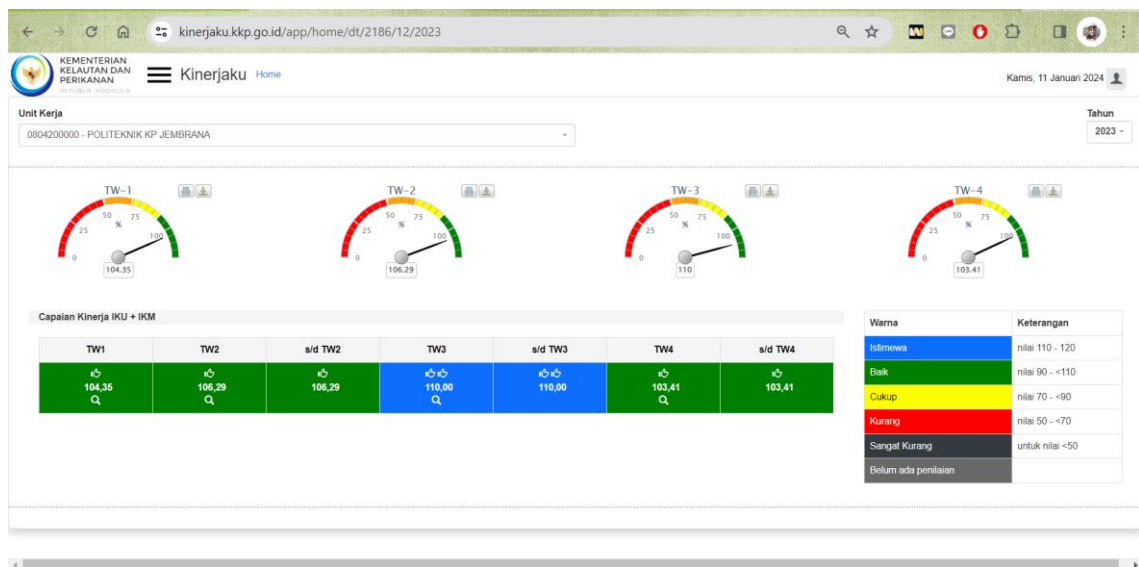 kinerjaku.kkp.go.id/app/home/dt/2186/12/2023
KEMENTERIAN
KELAUTAN DAN
PERIKANAN
REPUBLIK INDONESIA
Kinerjaku Home
Kamis, 11 Januari 2024
Unit Kerja
Tahun
0804200000 - POLITEKNIK KP JEMBRANA
2023
TW-1
0 25 50 75 100
%
104.35
TW-2
0 25 50 75 100
%
106.29
TW-3
0 25 50 75 100
%
110
TW-4
0 25 50 75 100
%
103.41
Capaian Kinerja IKU + IKM
TW1 TW2 s/d TW2 TW3 s/d TW3 TW4 s/d TW4
104,35 106,29 106,29 110,00 110,00 103,41 103,41
Warna Keterangan
Istimewa nilai 110 - 120
Baik nilai 90 - <110
Cukup nilai 70 - <90
Kurang nilai 50 - <70
Sangat Kurang untuk nilai <50
Belum ada penilaian